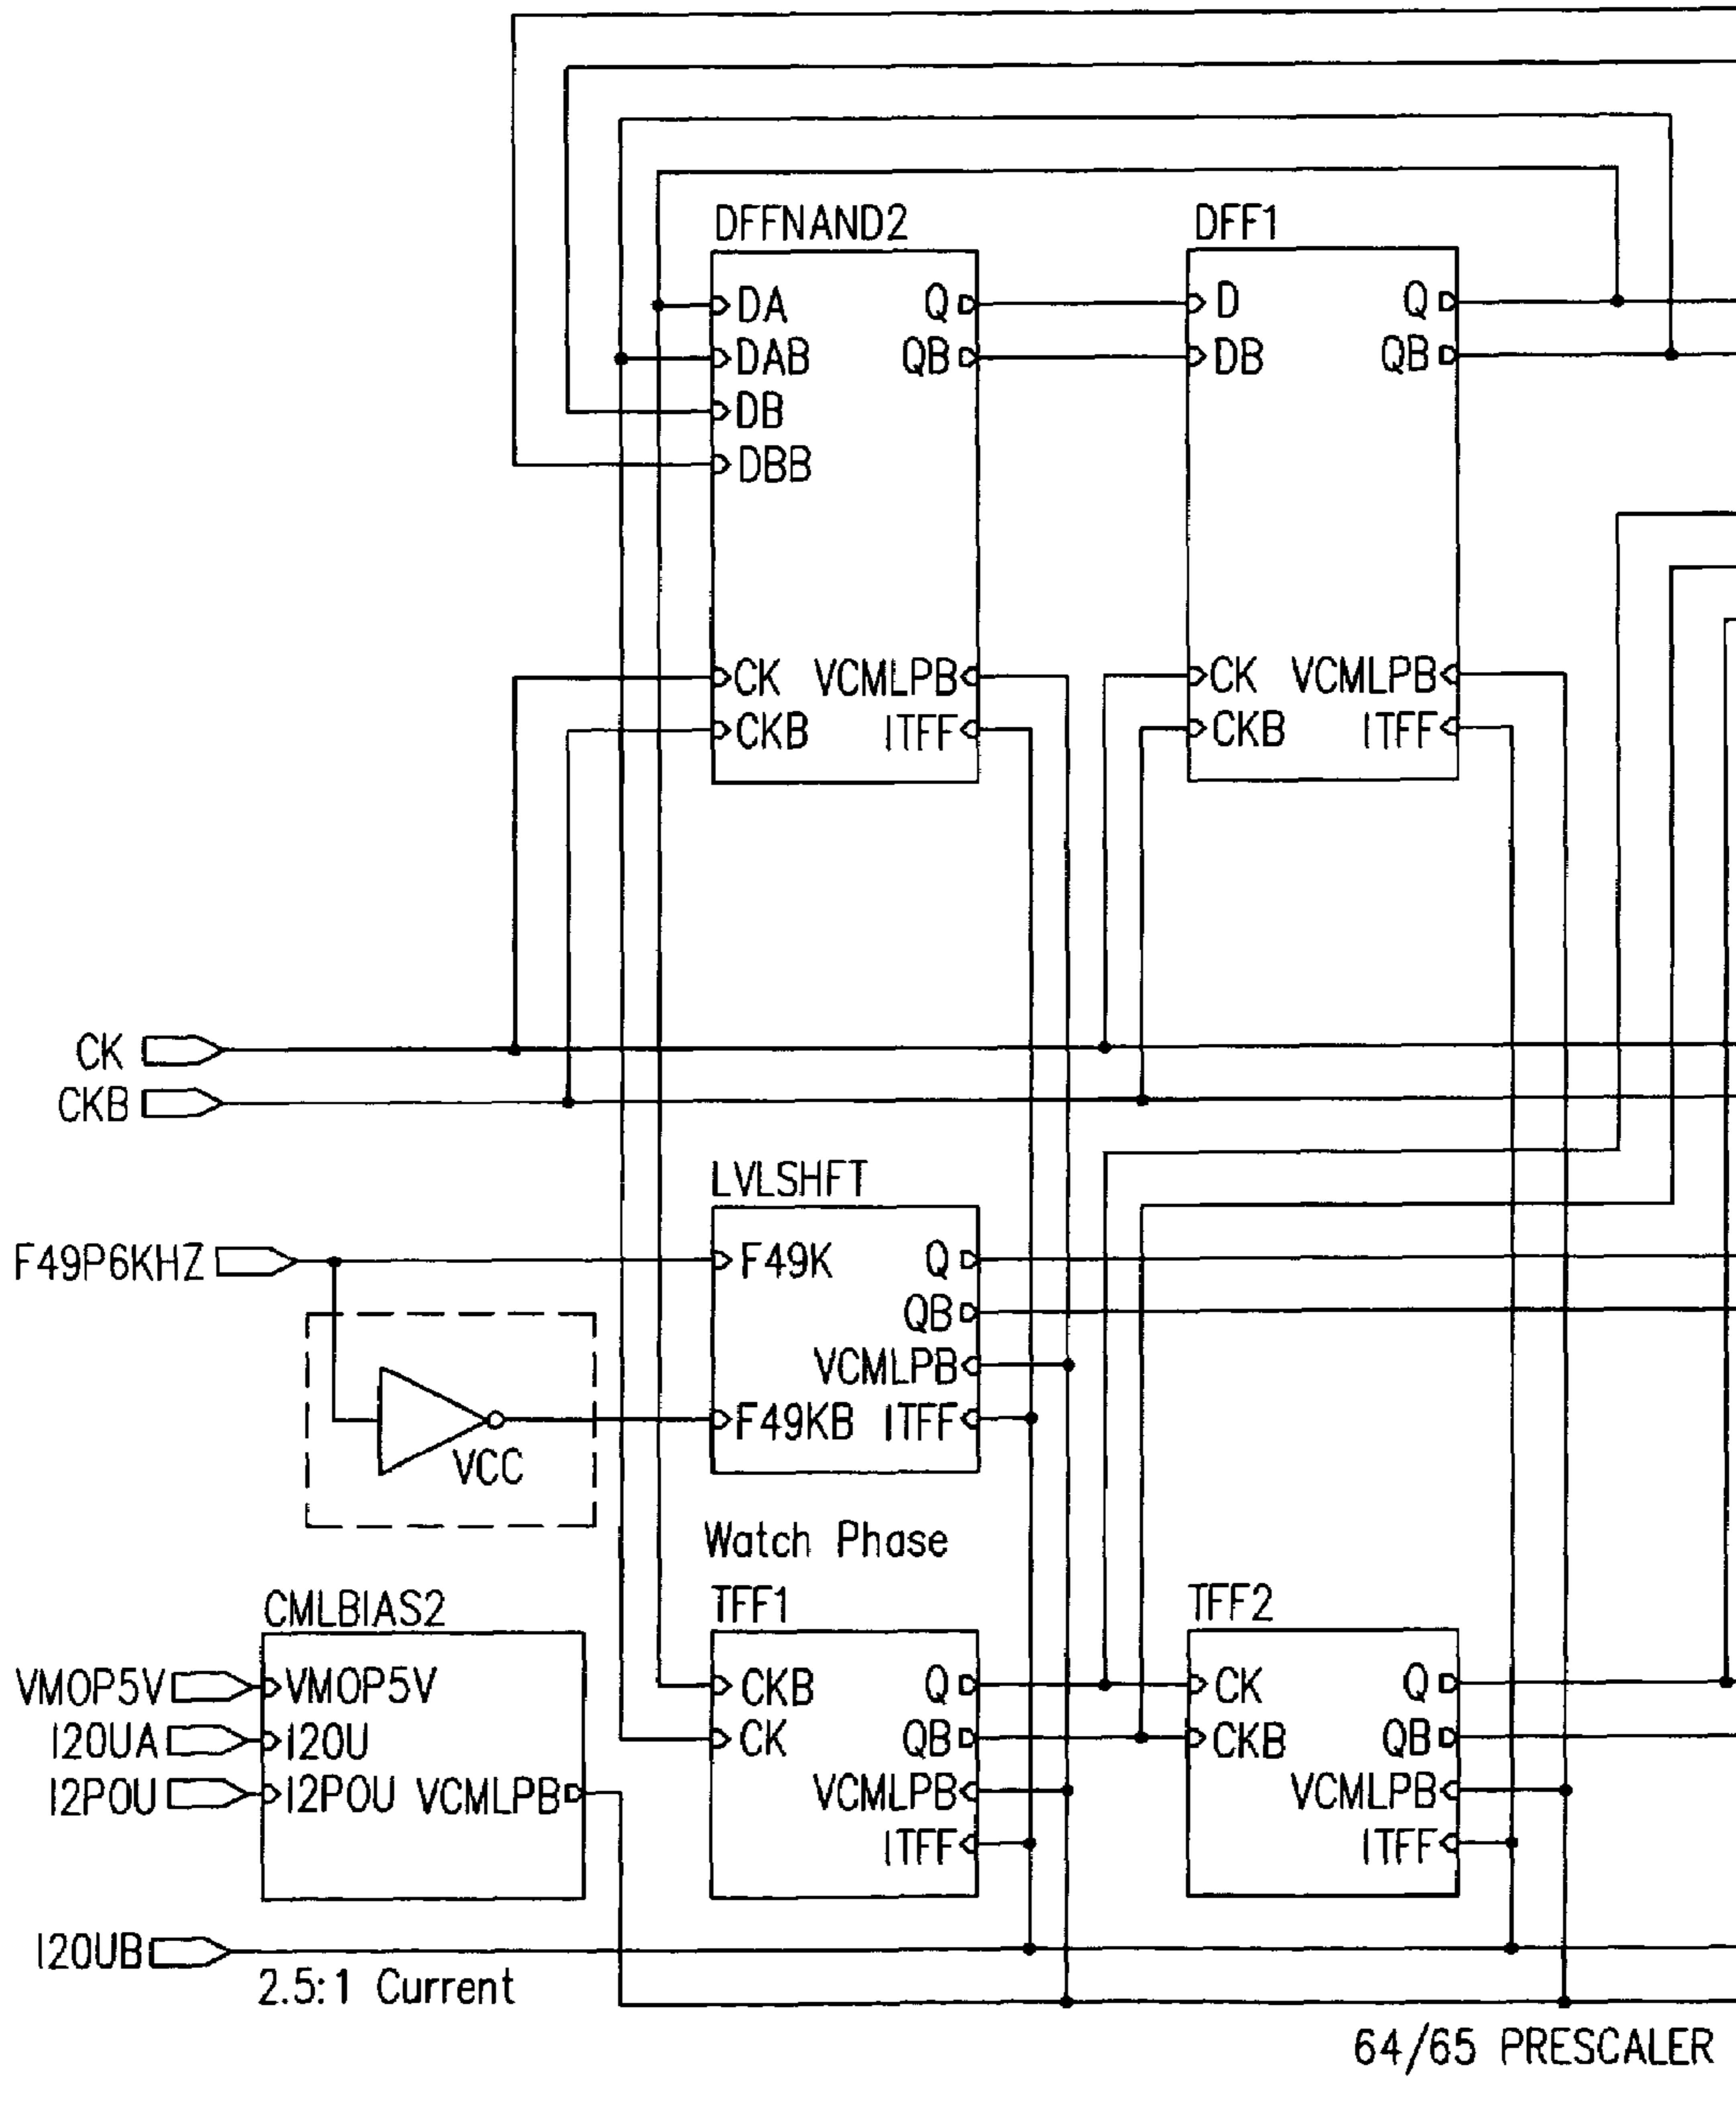 DFFNAND2
DFF1
DA Q
DAB QB
DB
DBB
D Q
DB QB
CK VCMLPB
CKB ITFF
CK VCMLPB
CKB ITFF
CK
CKB
LVLSHFT
F49P6KHZ
F49K Q
QB
VCMLPB
F49KB ITFF
VCC
Watch Phase
CMLBIAS2
TFF1
TFF2
VMOP5V
VMOP5V
I20UA
I20U
I2POU
I2POU VCMLPB
CKB Q
CK QB
VCMLPB
ITFF
CK Q
CKB QB
VCMLPB
ITFF
I20UB
2.5:1 Current
64/65 PRESCALER